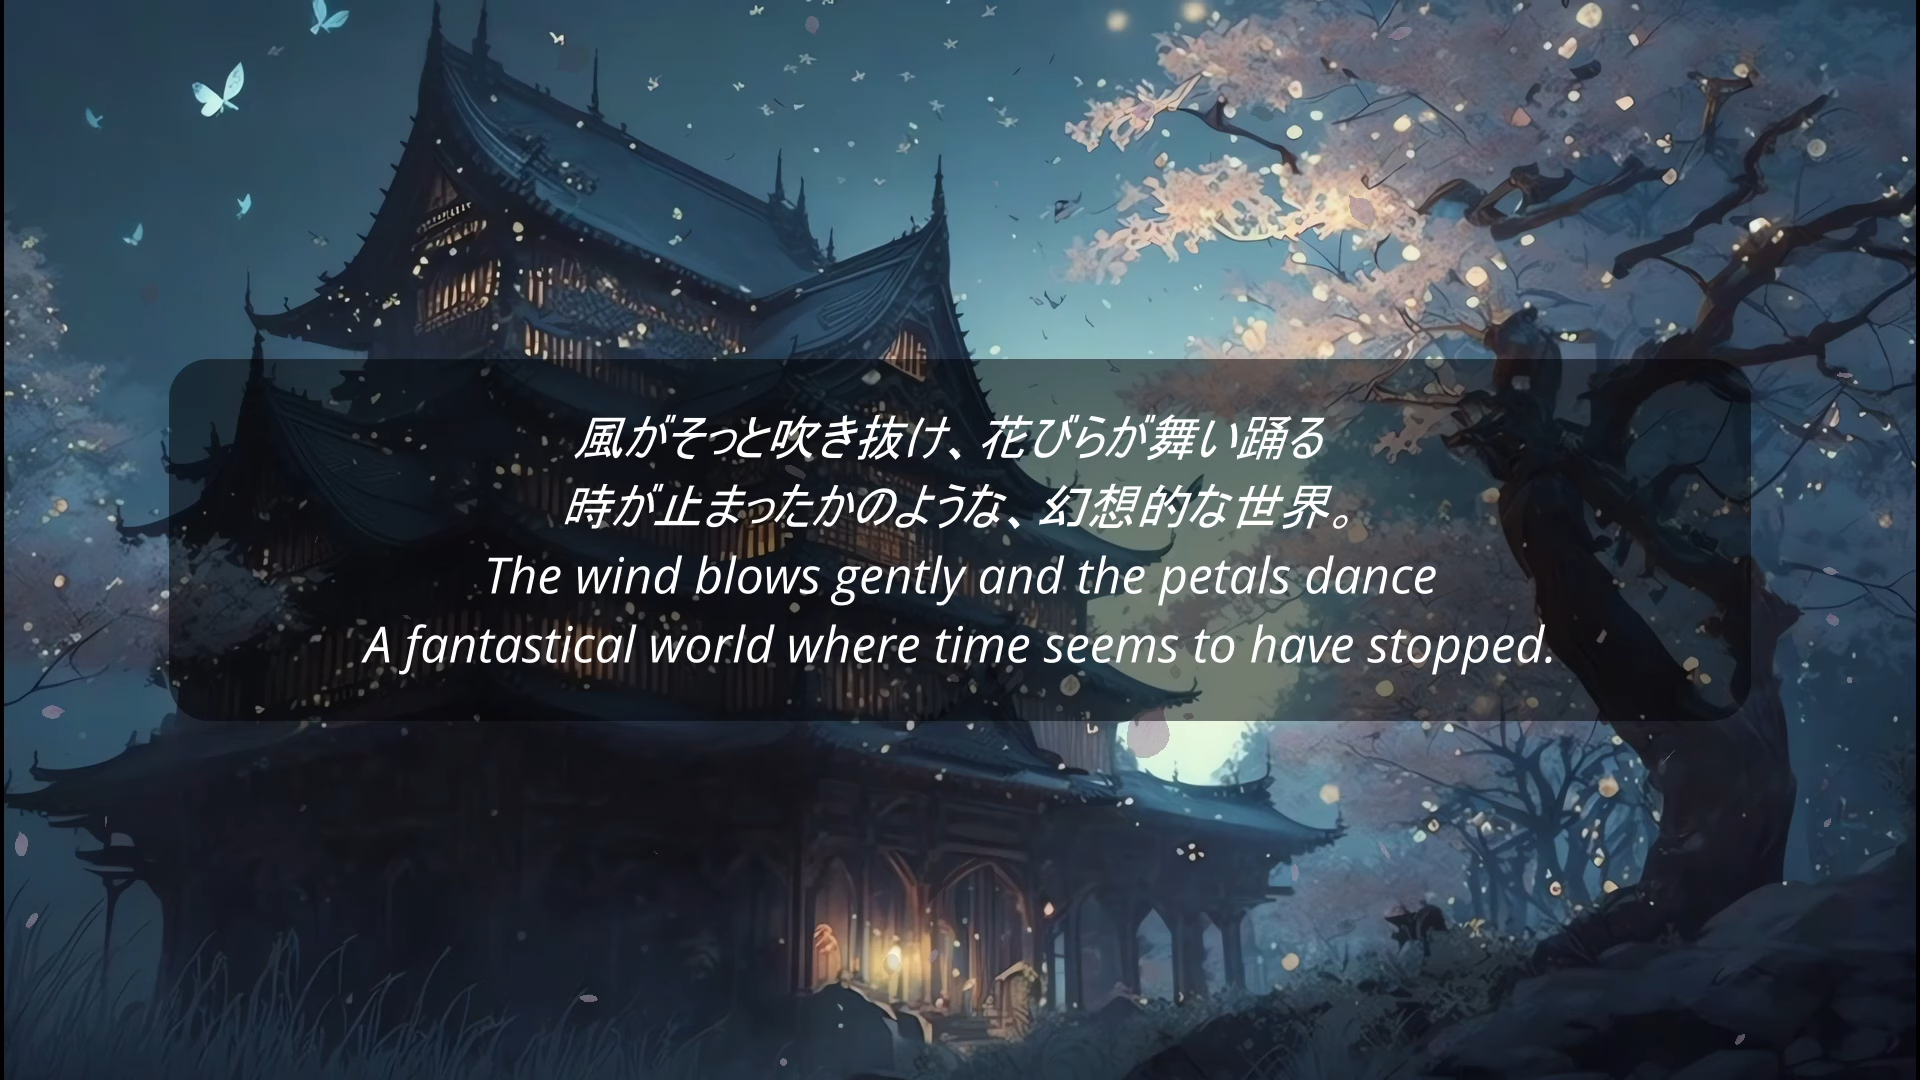 風がそっと吹き抜け、花びらが舞い踊る
時が止まったかのような、幻想的な世界。
The wind blows gently and the petals dance
A fantastical world where time seems to have stopped.